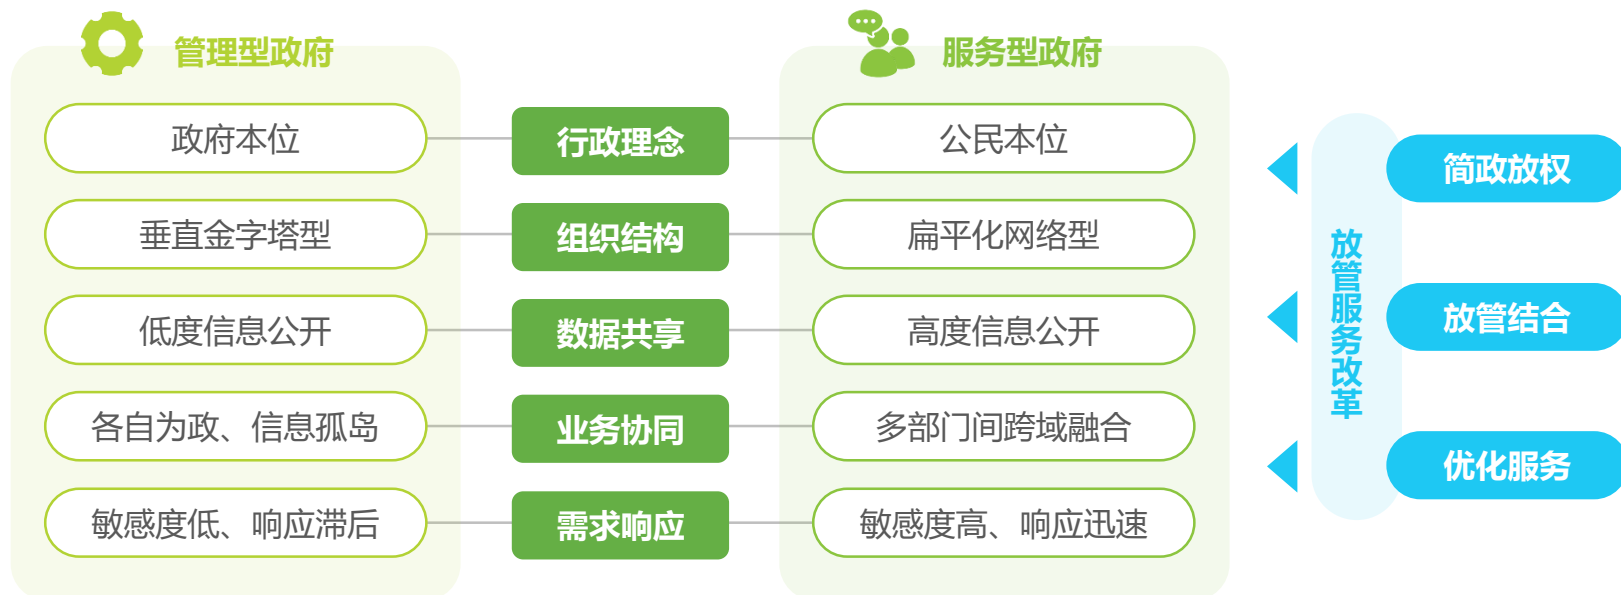 管理型政府
服务型政府
政府本位
行政理念
公民本位
垂直金字塔型
组织结构
扁平化网络型
低度信息公开
数据共享
高度信息公开
各自为政、信息孤岛
业务协同
多部门间跨域融合
敏感度低、响应滞后
需求响应
敏感度高、响应迅速
放管服务改革
简政放权
放管结合
优化服务